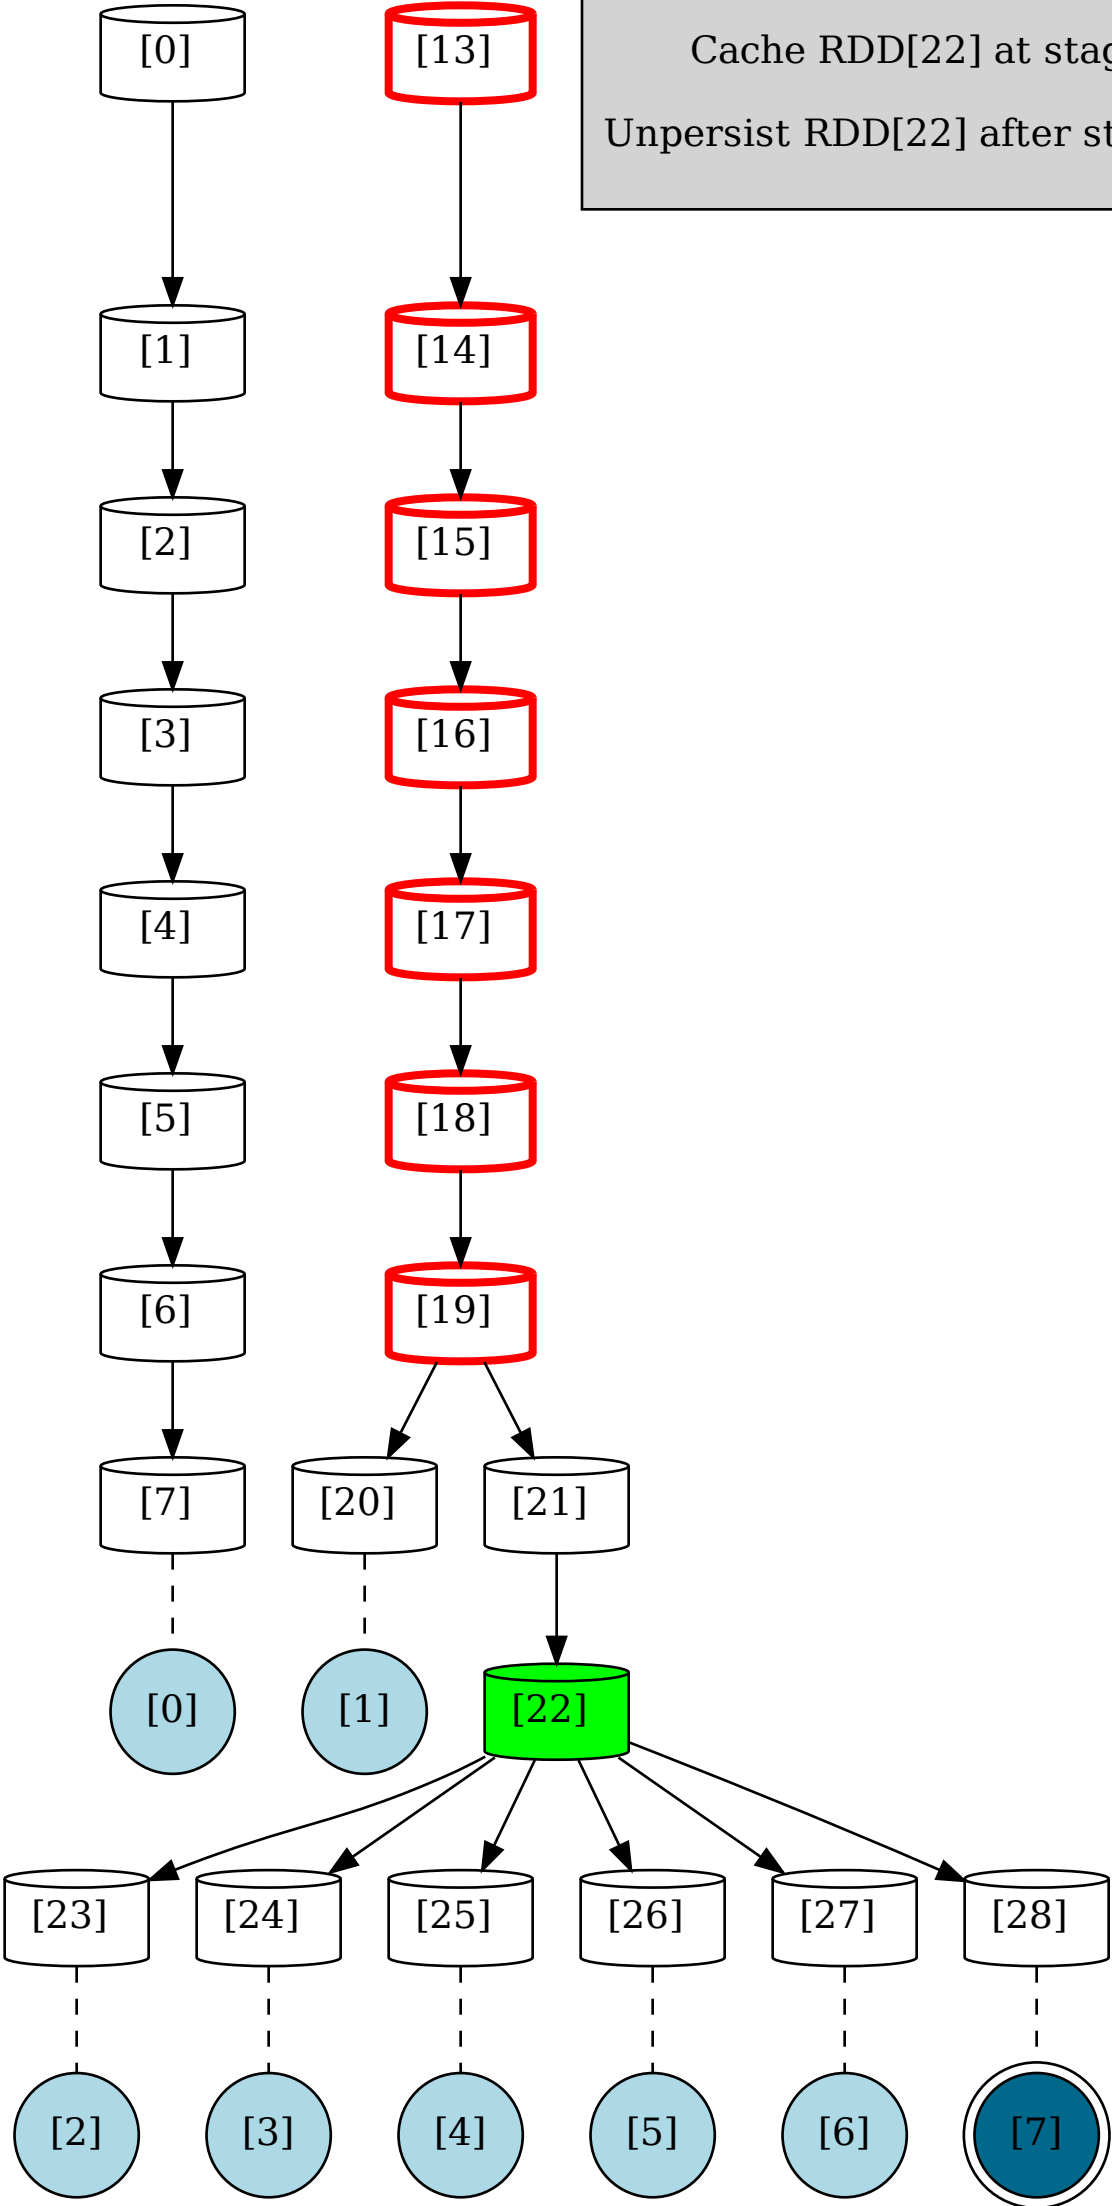 [0] [13] Cache RDD[22] at
Unpersist RDD[22] after
[1] [14]
[2] [15]
[3] [16]
[4] [17]
[5] [18]
[6] [19]
[7] [20] [21]
[0] [1] [22]
[23] [24] [25] [26] [27] [28]
[2] [3] [4] [5] [6] [7]